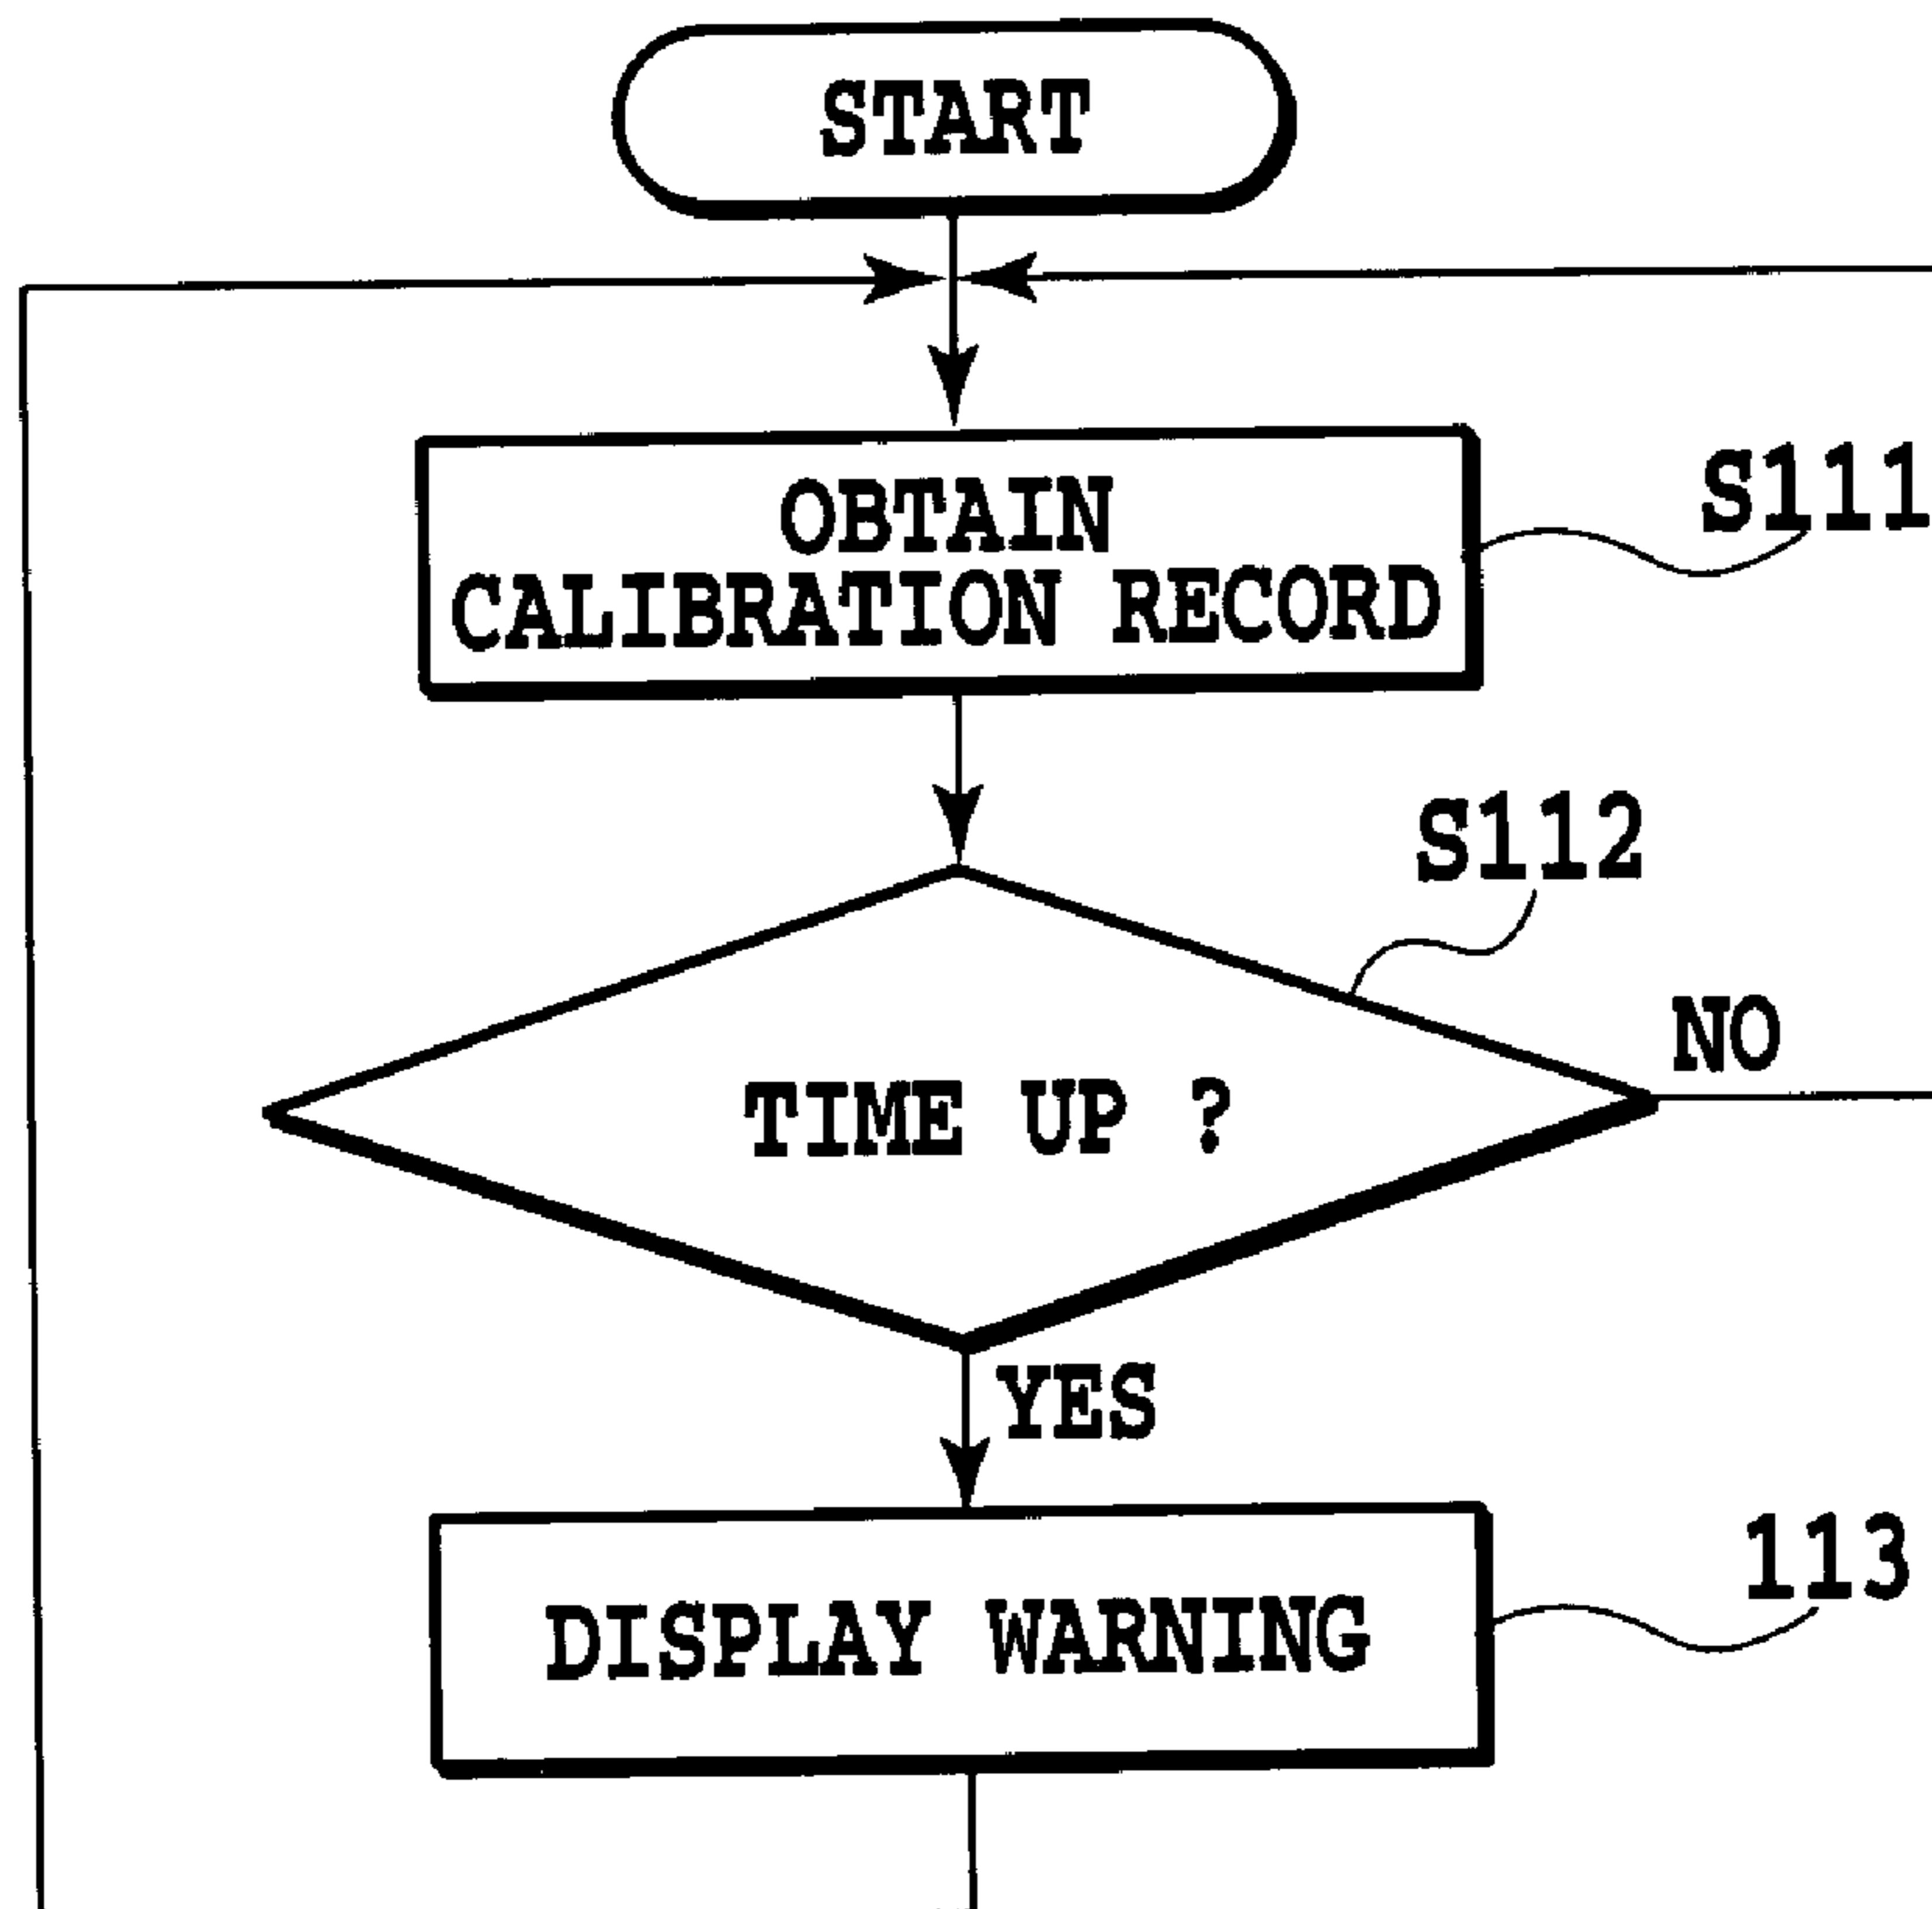 START
OBTAIN
CALIBRATION RECORD
S111
S112
NO
TIME UP ?
YES
113
DISPLAY WARNING